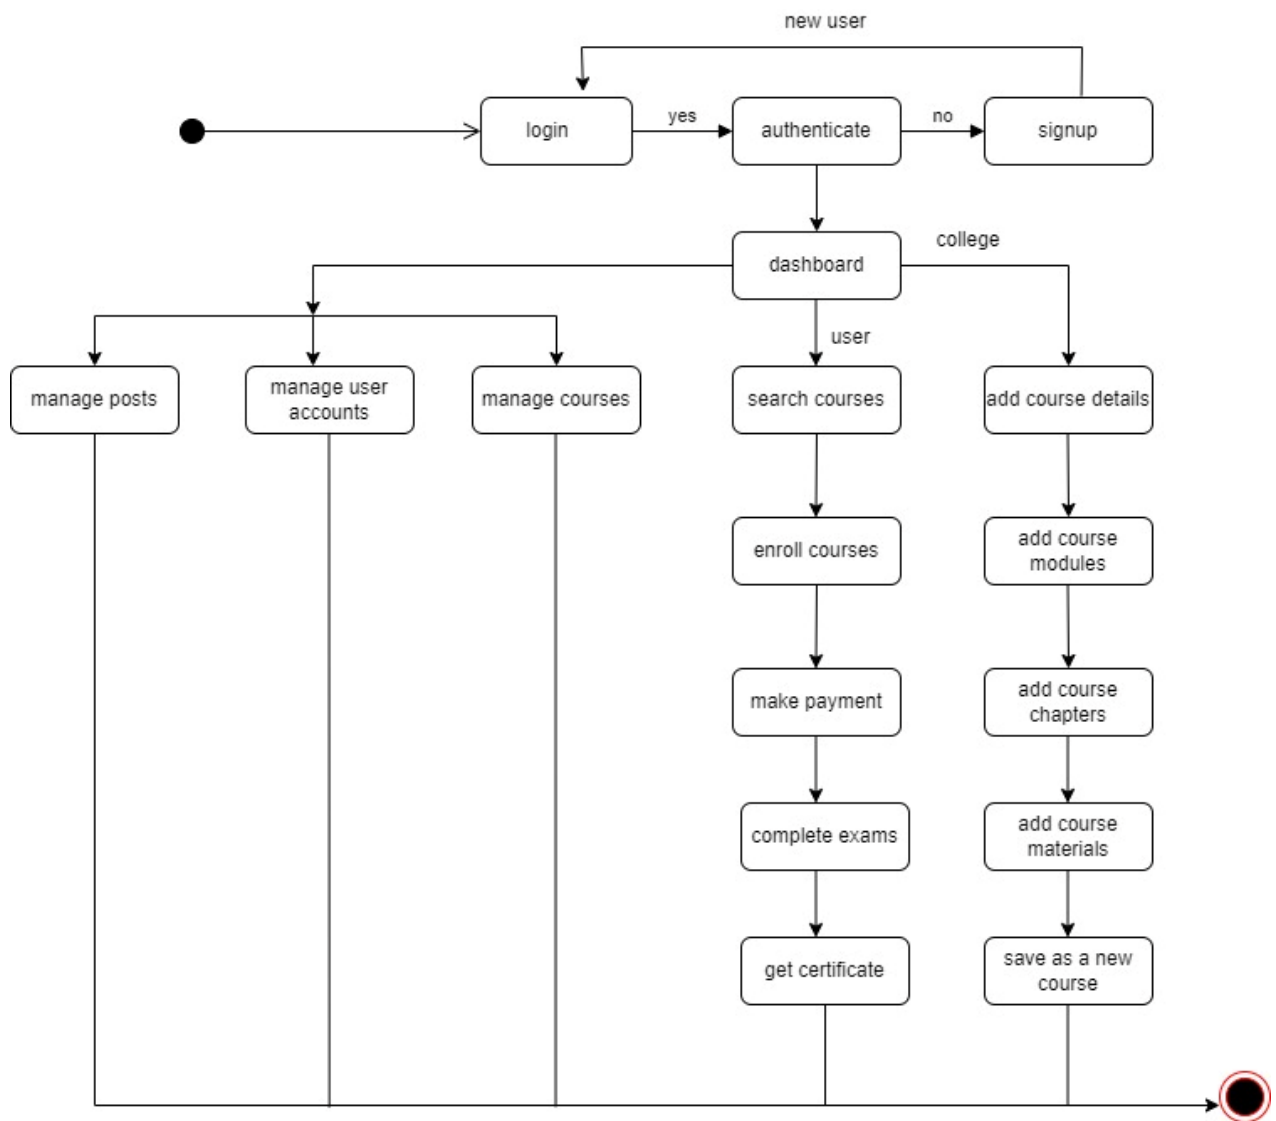 new user
login
yes
authenticate
no
signup
dashboard
college
user
manage posts
manage user
accounts
manage courses
search courses
add course details
enroll courses
add course
modules
make payment
add course
chapters
complete exams
add course
materials
get certificate
save as a new
course